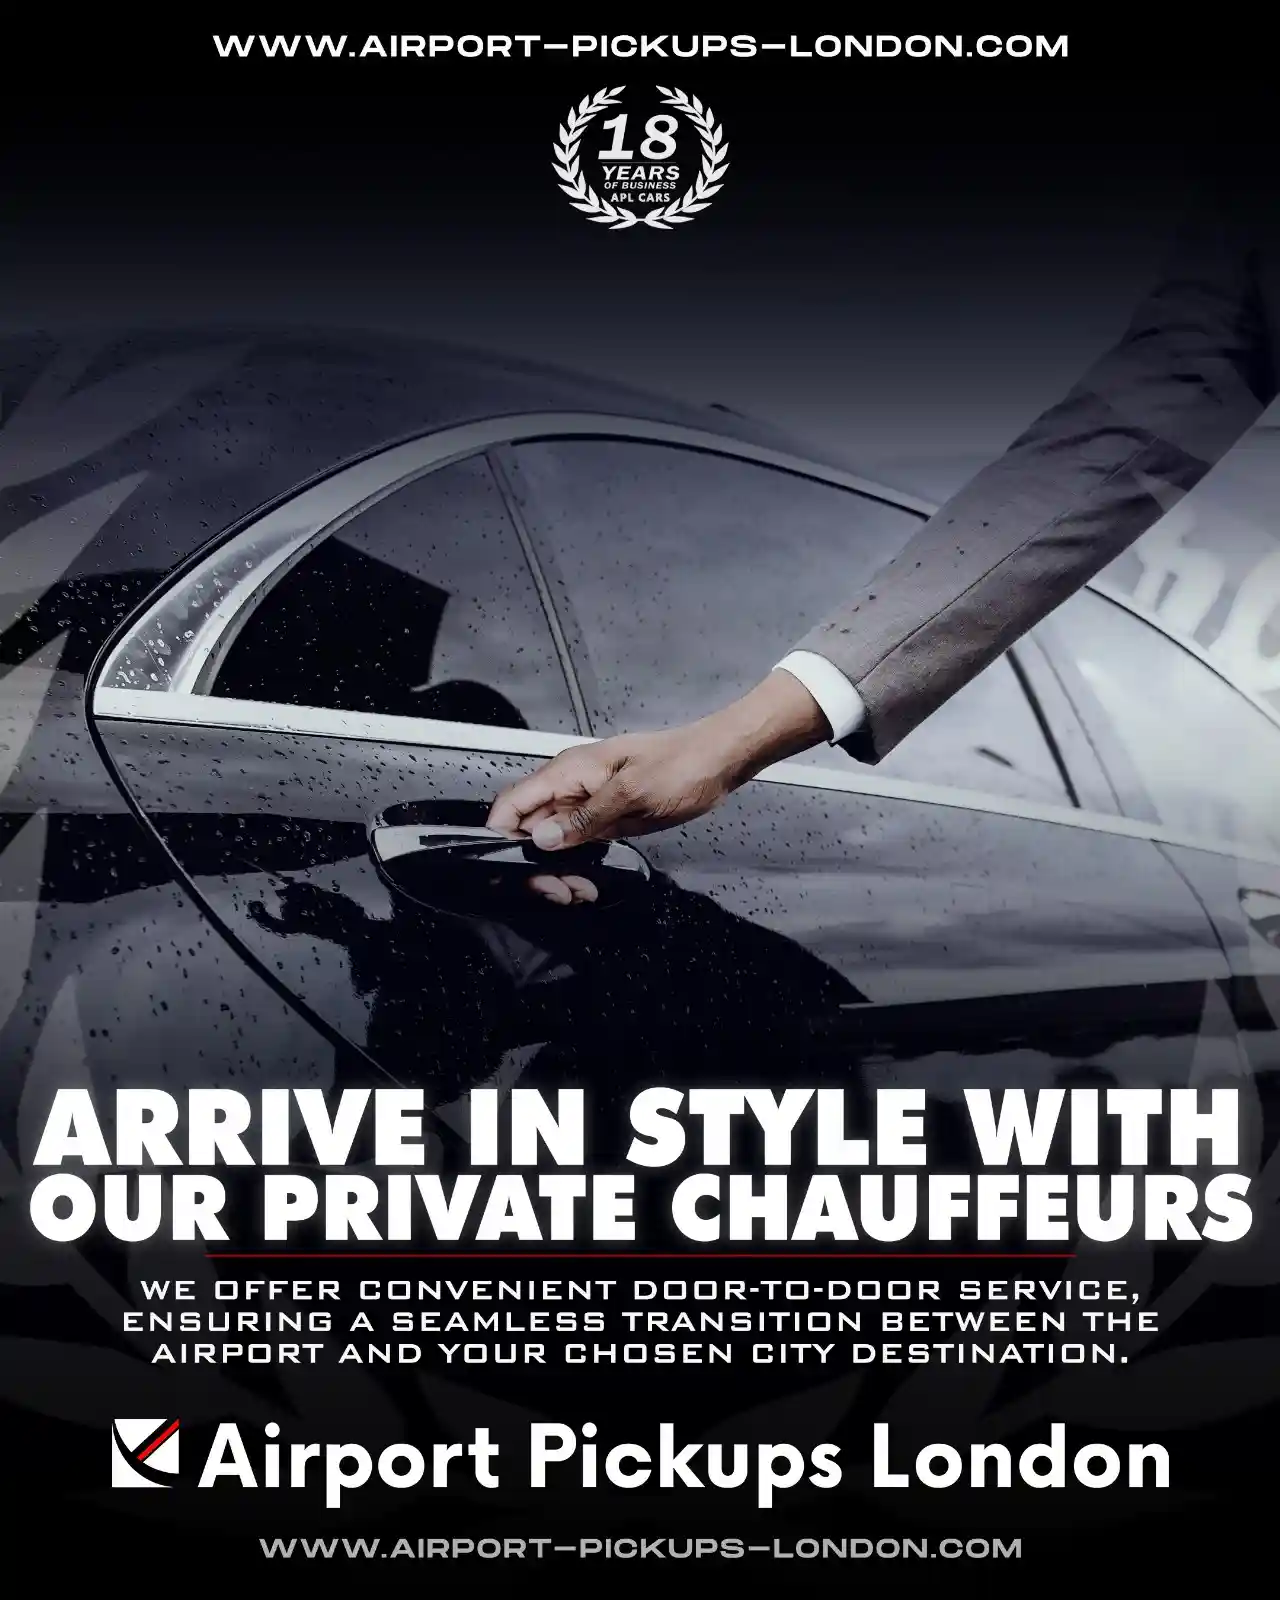 WWW.AIRPORT-PICKUPS-LONDON.COM
18
YEARS
OF BUSINESS
APL CARS
ARRIVE IN STYLE WITH
OUR PRIVATE CHAUFFEURS
WE OFFER CONVENIENT DOOR-TO-DOOR SERVICE,
ENSURING A SEAMLESS TRANSITION BETWEEN THE
AIRPORT AND YOUR CHOSEN CITY DESTINATION.
Airport Pickups London
WWW.AIRPORT-PICKUPS-LONDON.COM